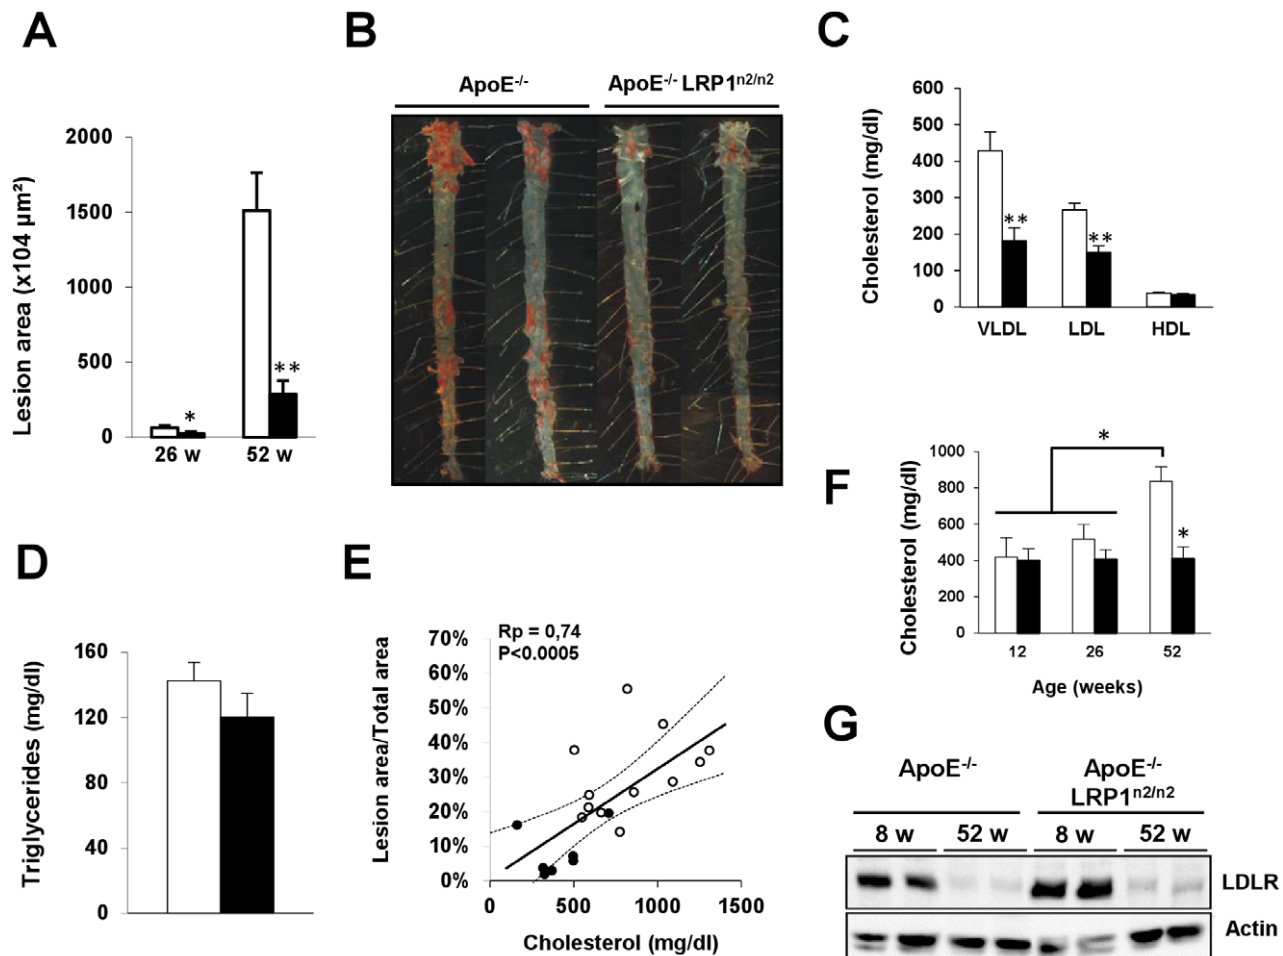 A
Lesion area (x104 µm²)
2000
1500
1000
500
0
*
**
26 w
52 w
B
ApoE-/-
ApoE-/- LRP1n2/n2
C
Cholesterol (mg/dl)
600
500
400
300
200
100
0
**
**
VLDL
LDL
HDL
D
Triglycerides (mg/dl)
160
120
80
40
0
E
Lesion area/Total area
Rp = 0,74
P<0.0005
70%
60%
50%
40%
30%
20%
10%
0%
0
500
1000
1500
Cholesterol (mg/dl)
F
Cholesterol (mg/dl)
1000
800
600
400
200
0
*
*
12
26
52
Age (weeks)
G
ApoE-/-
ApoE-/-
LRP1n2/n2
8 w
52 w
8 w
52 w
LDLR
Actin